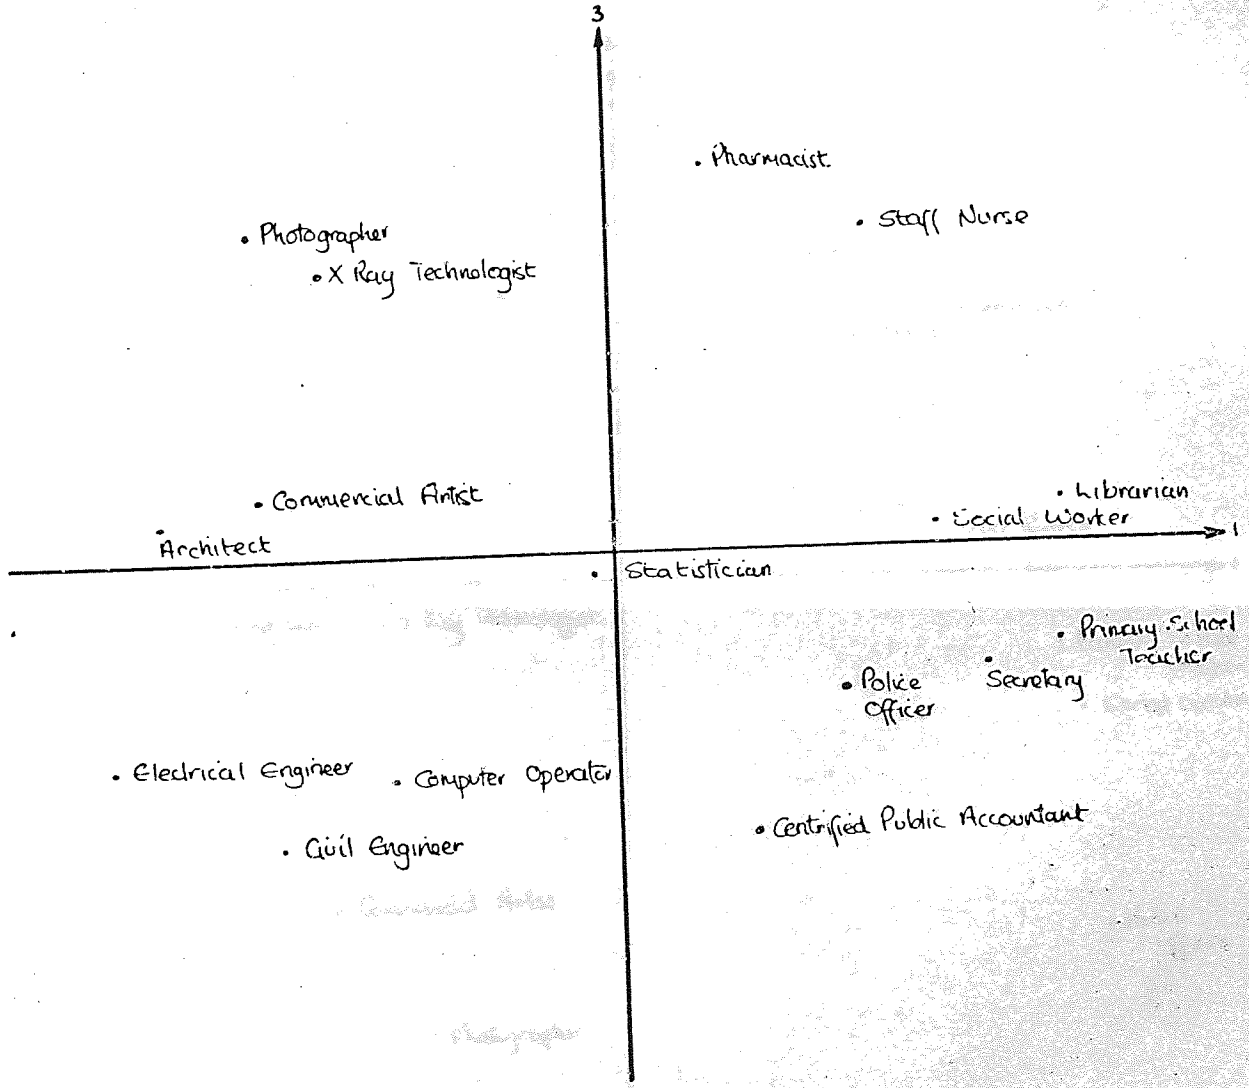 3
Pharmacist
Staff Nurse
Photographer
X Ray Technologist
Commercial Artist
Librarian
Social Worker
1
Architect
Statistician
Primary School
Teacher
Secretary
Police
Officer
Electrical Engineer
Computer Operator
Centrified Public Accountant
Civil Engineer